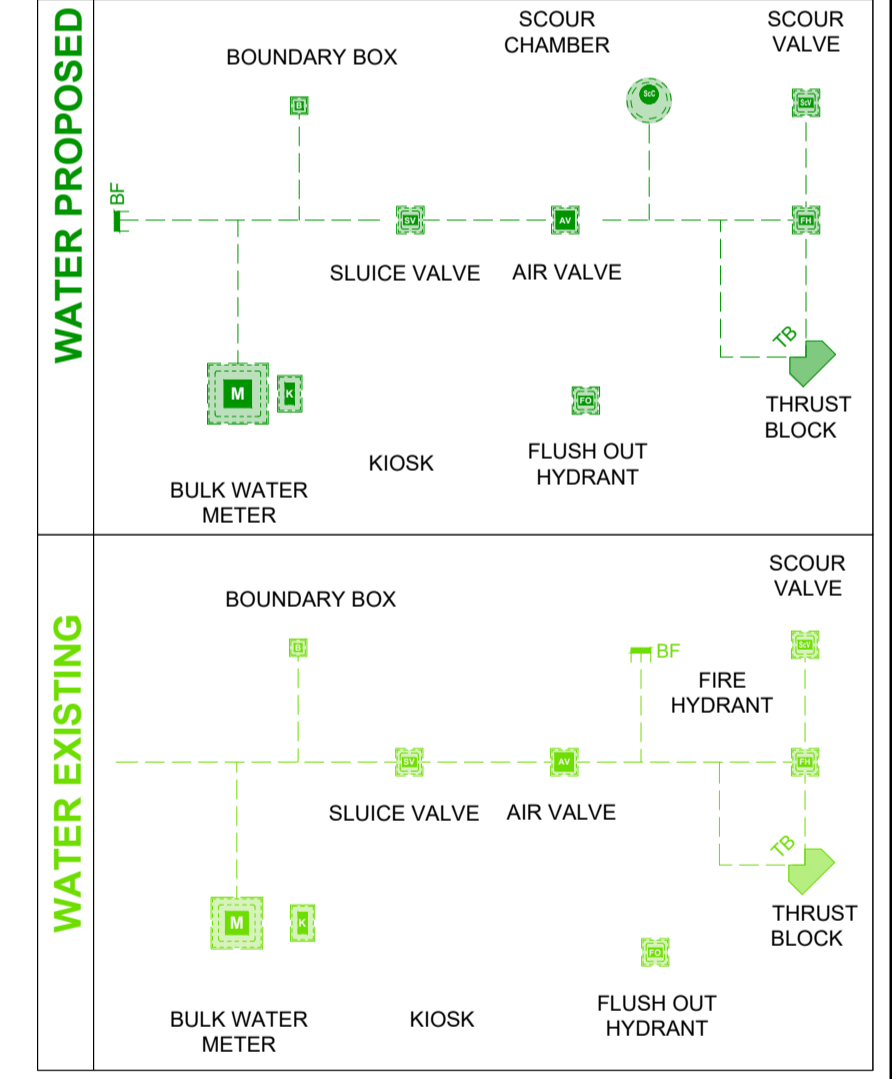 WATER PROPOSED
SCOUR
CHAMBER
SCOUR
VALVE
BOUNDARY BOX
B
ScC
ScV
BF
SV
AV
FH
SLUICE VALVE
AIR VALVE
TB
M
K
FO
THRUST
BLOCK
KIOSK
FLUSH OUT
HYDRANT
BULK WATER
METER
WATER EXISTING
SCOUR
VALVE
BOUNDARY BOX
B
BF
ScV
FIRE
HYDRANT
SV
AV
FH
SLUICE VALVE
AIR VALVE
TB
M
K
THRUST
BLOCK
FO
BULK WATER
METER
KIOSK
FLUSH OUT
HYDRANT